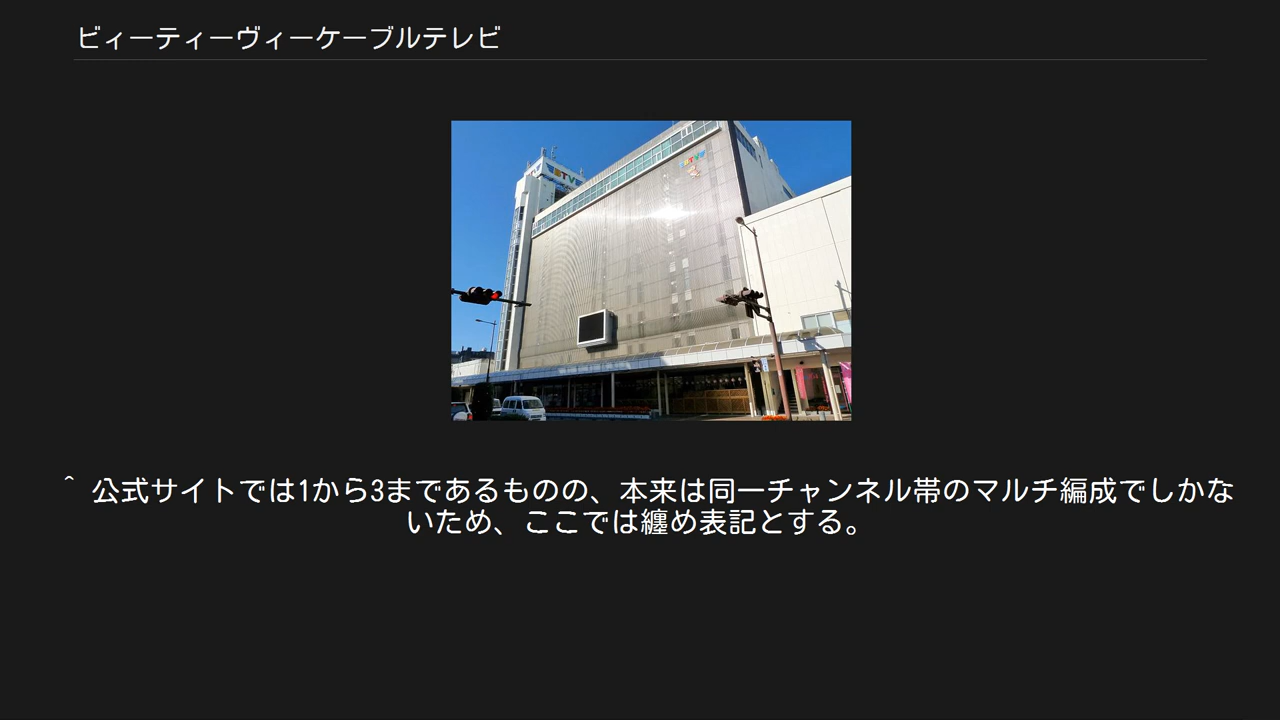 ビィーティーヴィーケーブルテレビ
BTV
BTV
^ 公式サイトでは1から3まであるものの、本来は同一チャンネル帯のマルチ編成でしかな
いため、ここでは纏め表記とする。